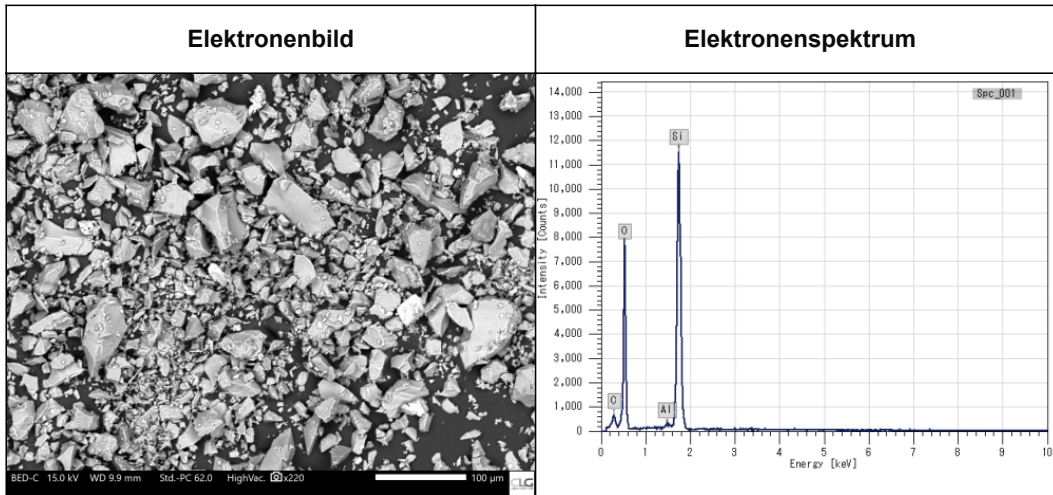 Elektronenbild
Elektronenspektrum
BED-C 15.0 kV WD 9.9 mm Std.-PC 62.0 HighVac. x220 100 µm
CLG
Intensity [Counts]
14,000
13,000
12,000
11,000
10,000
9,000
8,000
7,000
6,000
5,000
4,000
3,000
2,000
1,000
0
Spc_001
Si
O
C
Al
0 1 2 3 4 5 6 7 8 9 10
Energy [keV]